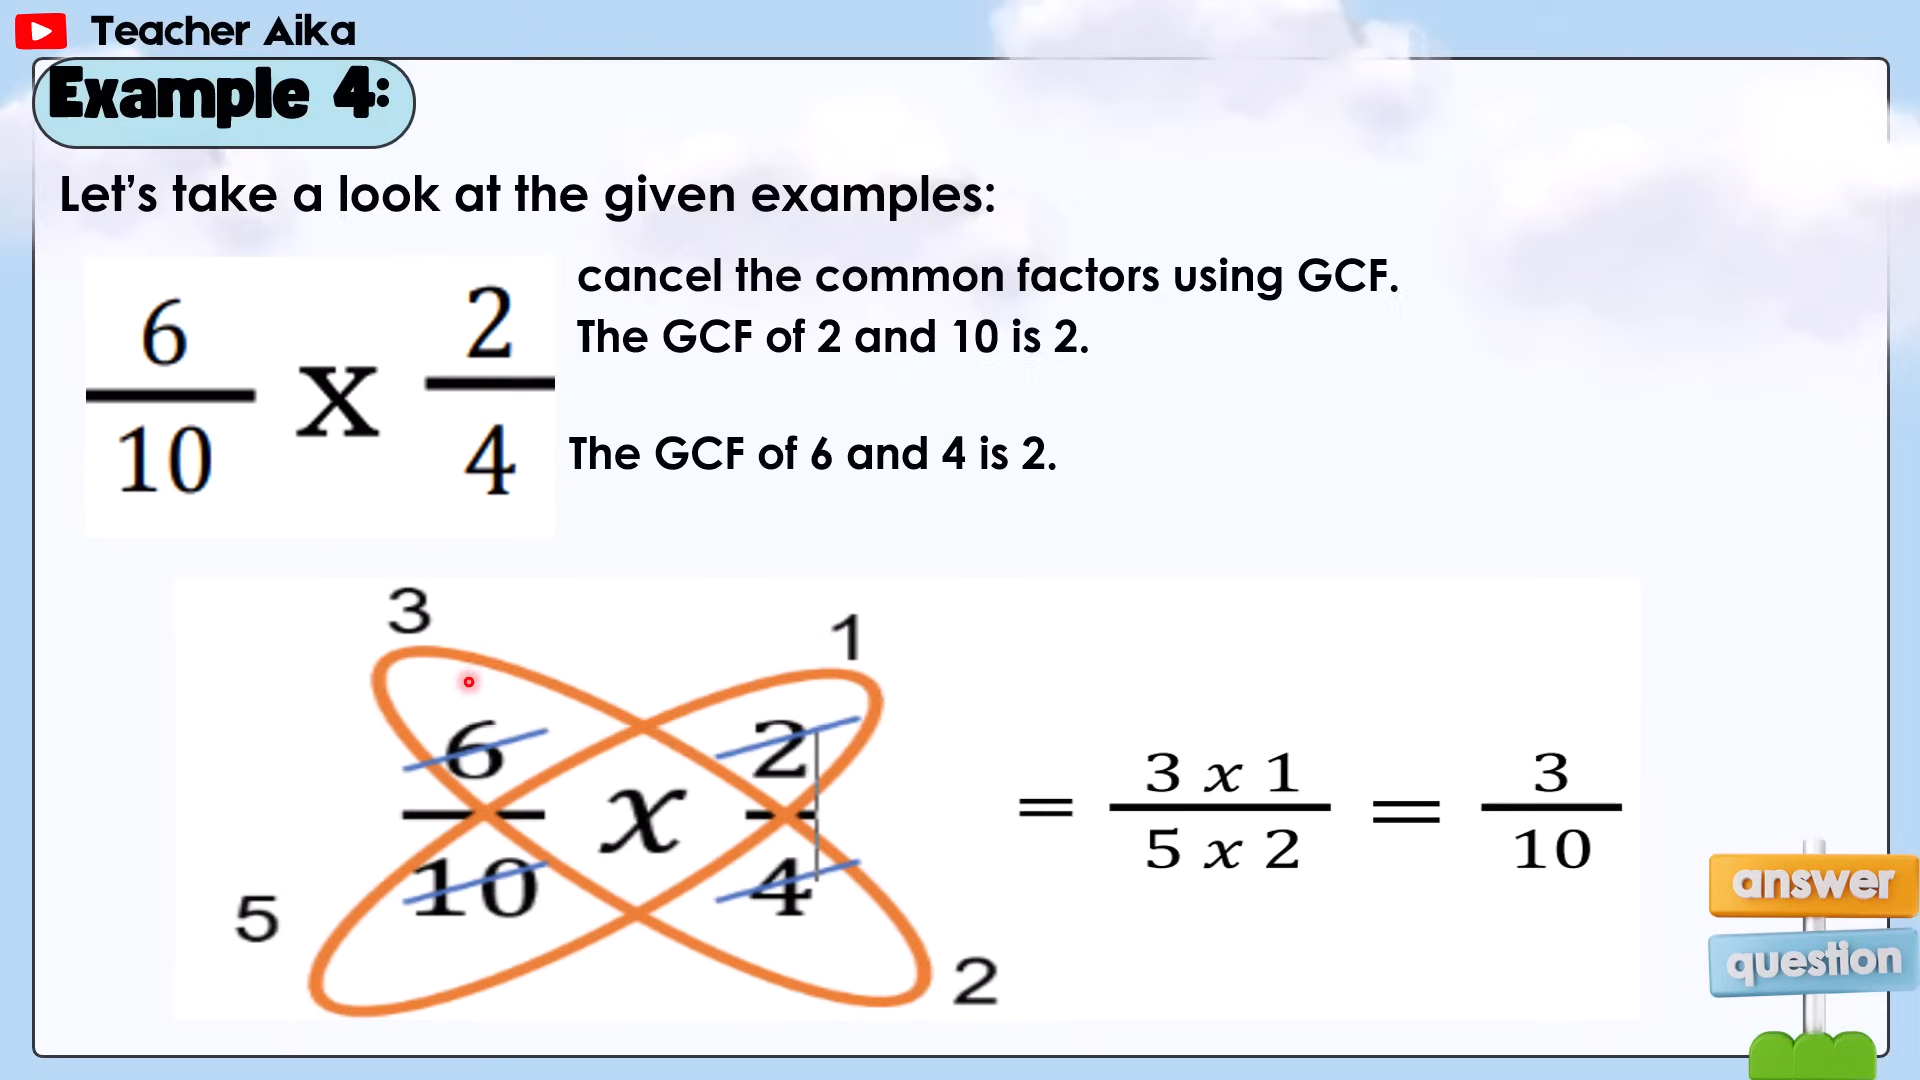 Teacher Aika
Example 4:
Let's take a look at the given examples:
cancel the common factors using GCF.
The GCF of 2 and 10 is 2.
The GCF of 6 and 4 is 2.
6 2
x
10 4
3 1
6 2
x
10 4
5 2
= 3 x 1 = 3
5 x 2 10
answer
question